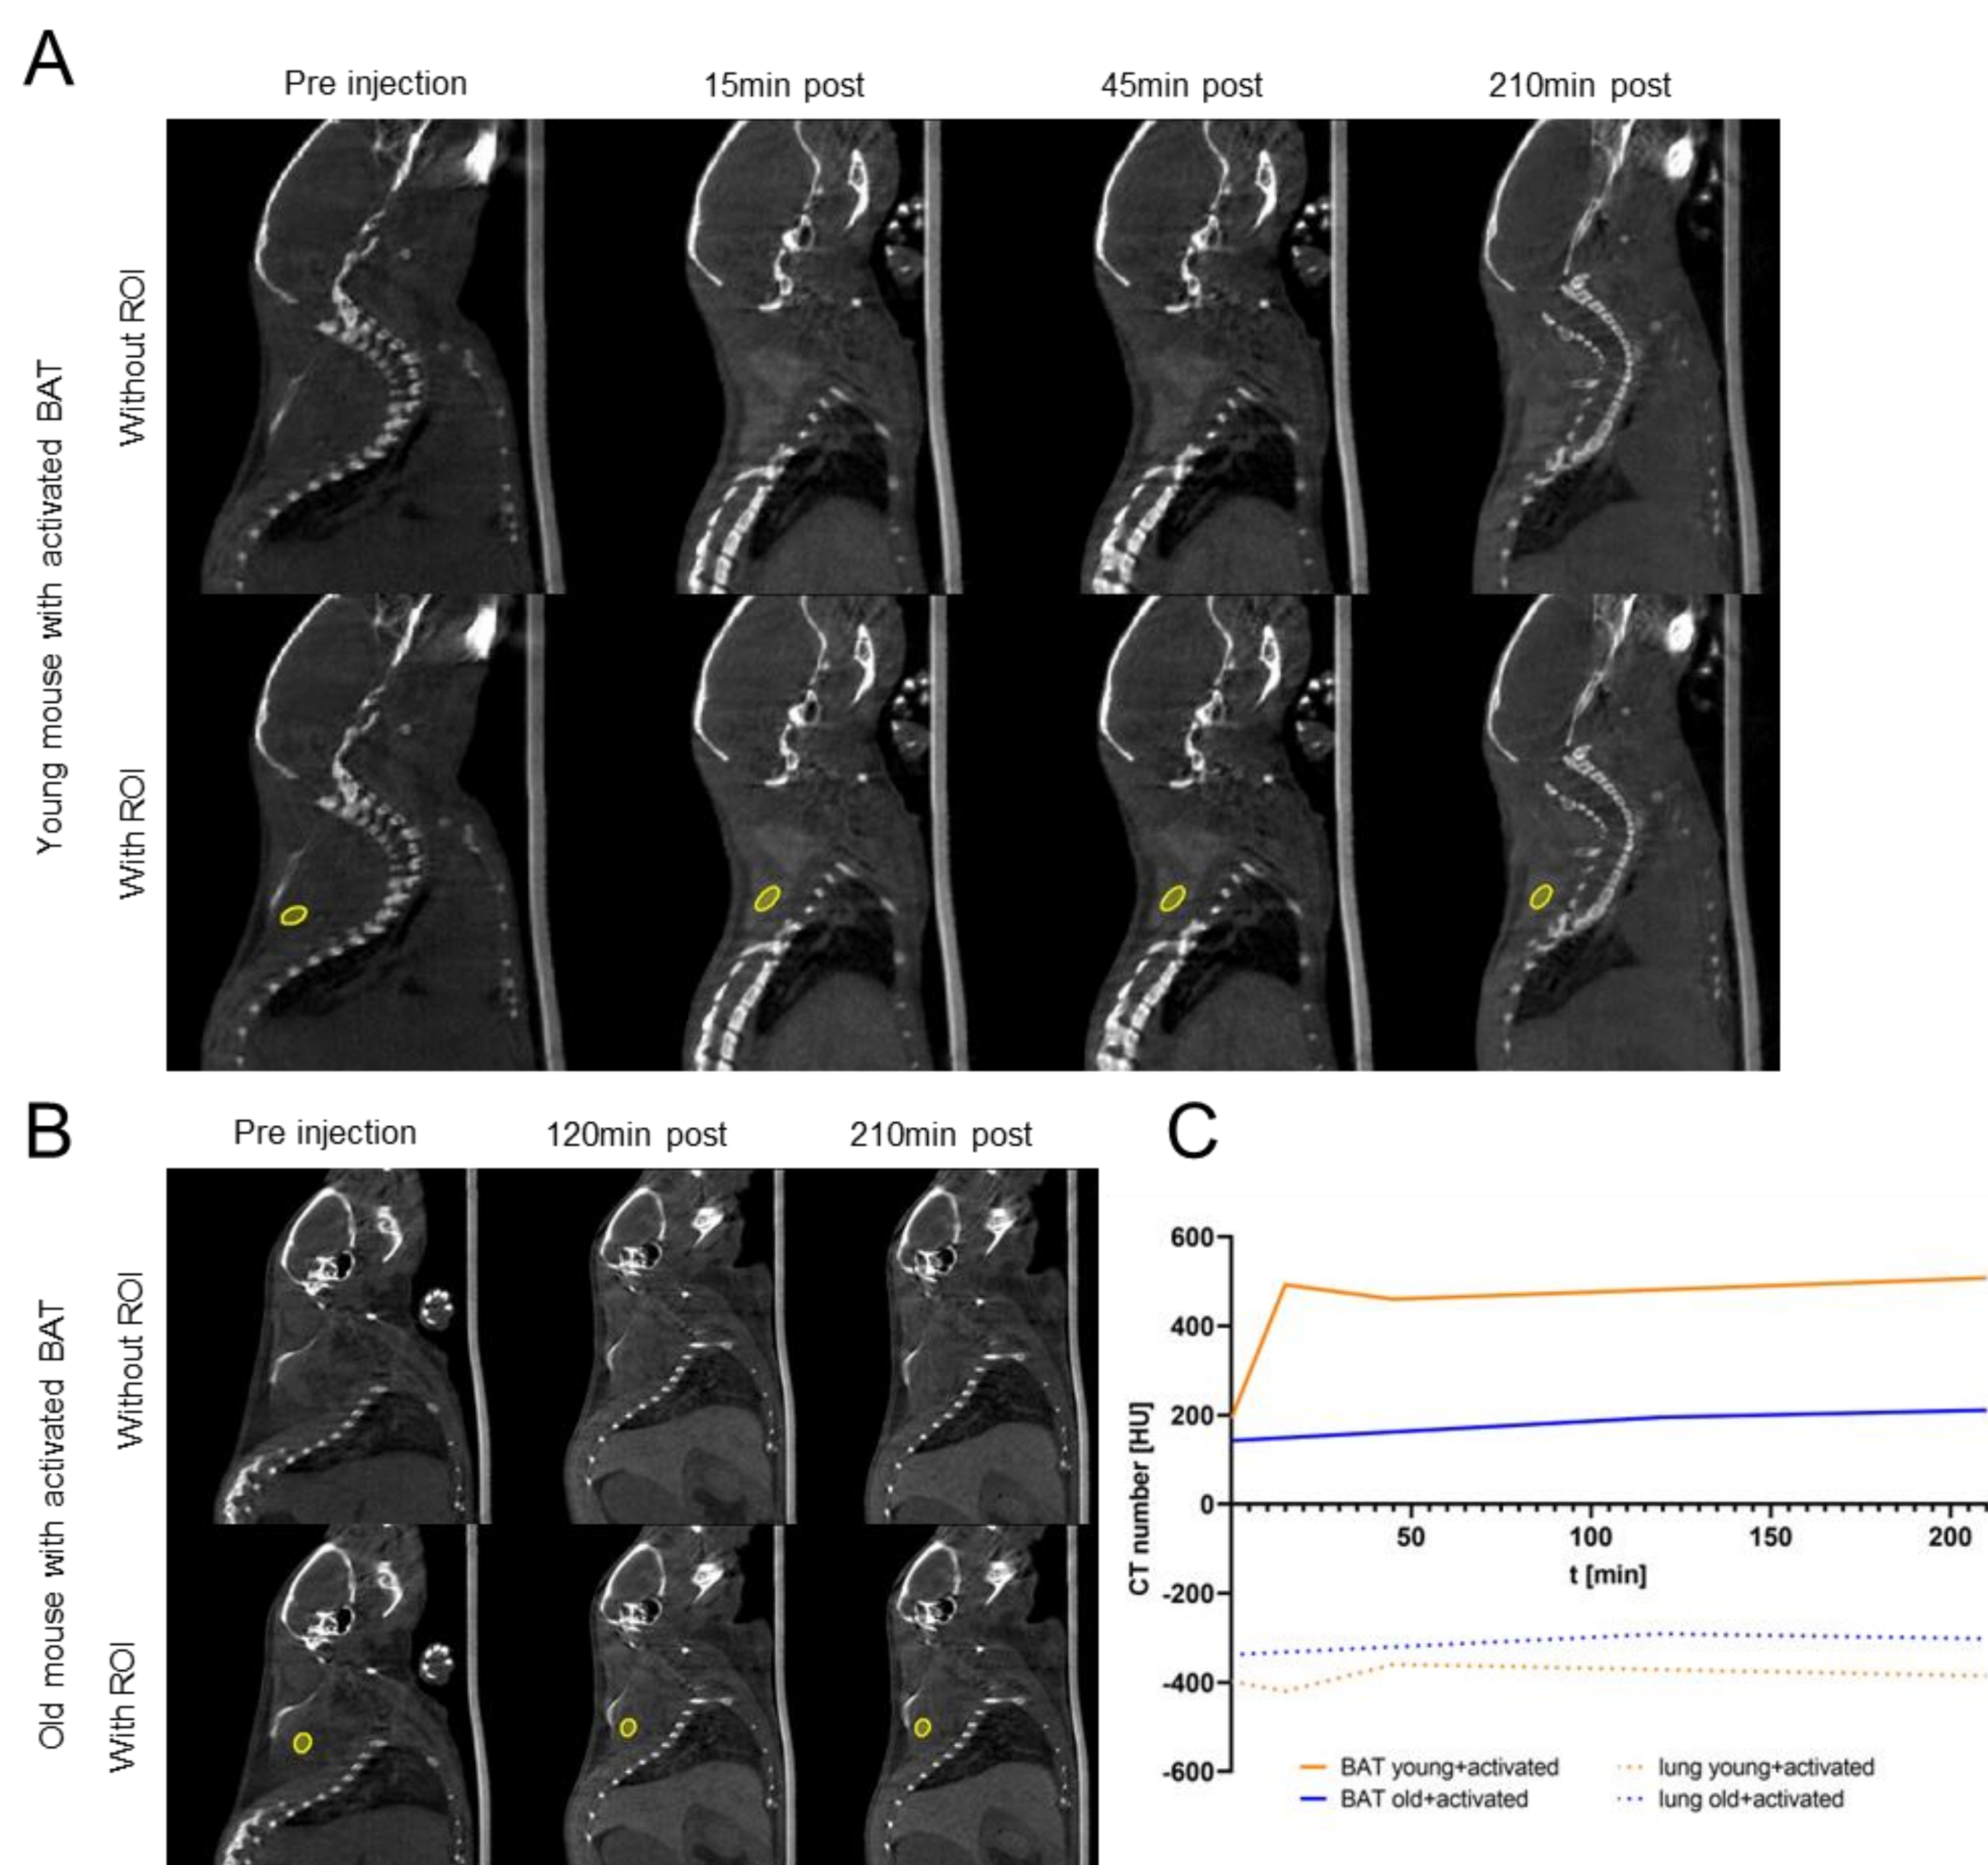 A
Pre injection
15min post
45min post
210min post
Young mouse with activated BAT
Without ROI
With ROI
B
Pre injection
120min post
210min post
Old mouse with activated BAT
Without ROI
With ROI
C
CT number [HU]
600
400
200
0
-200
-400
-600
50
100
150
200
t [min]
BAT young+activated
lung young+activated
BAT old+activated
lung old+activated